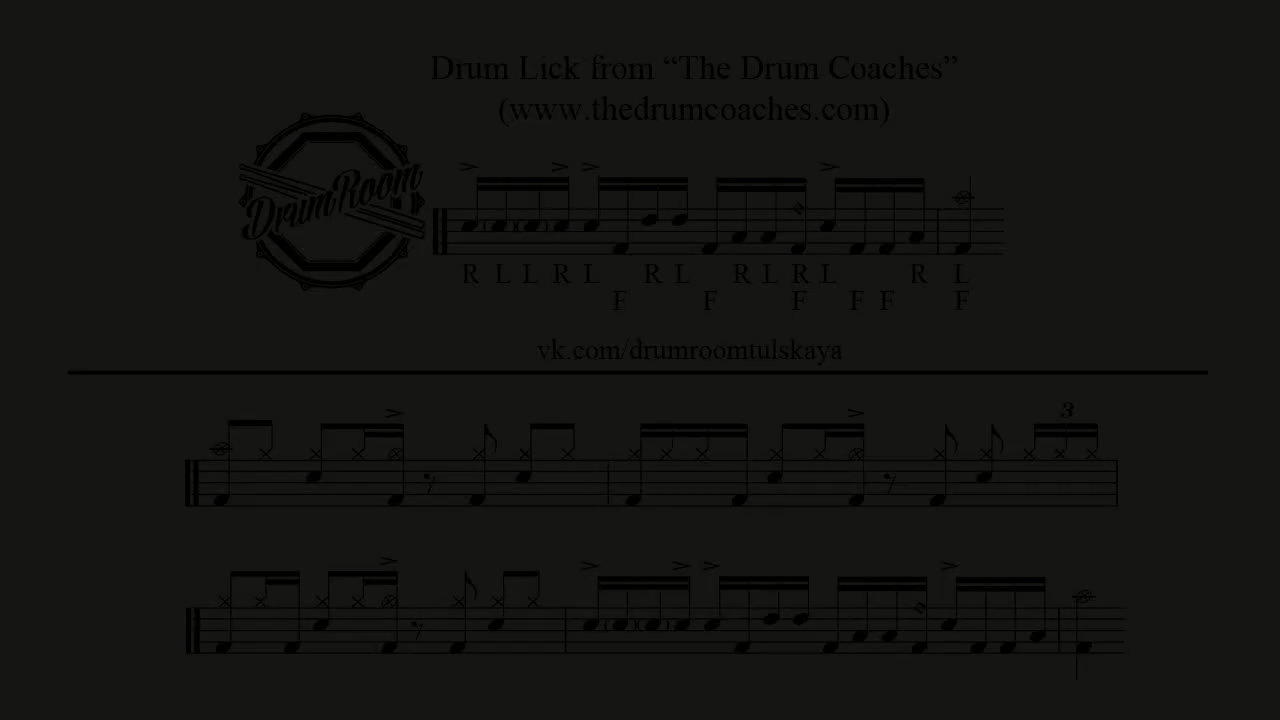 Drum Lick from “The Drum Coaches”
(www.thedrumcoaches.com)
DrumRoom
R L L R L R L R L R L R L
F F F F F F
vk.com/drumroomtulskaya
3